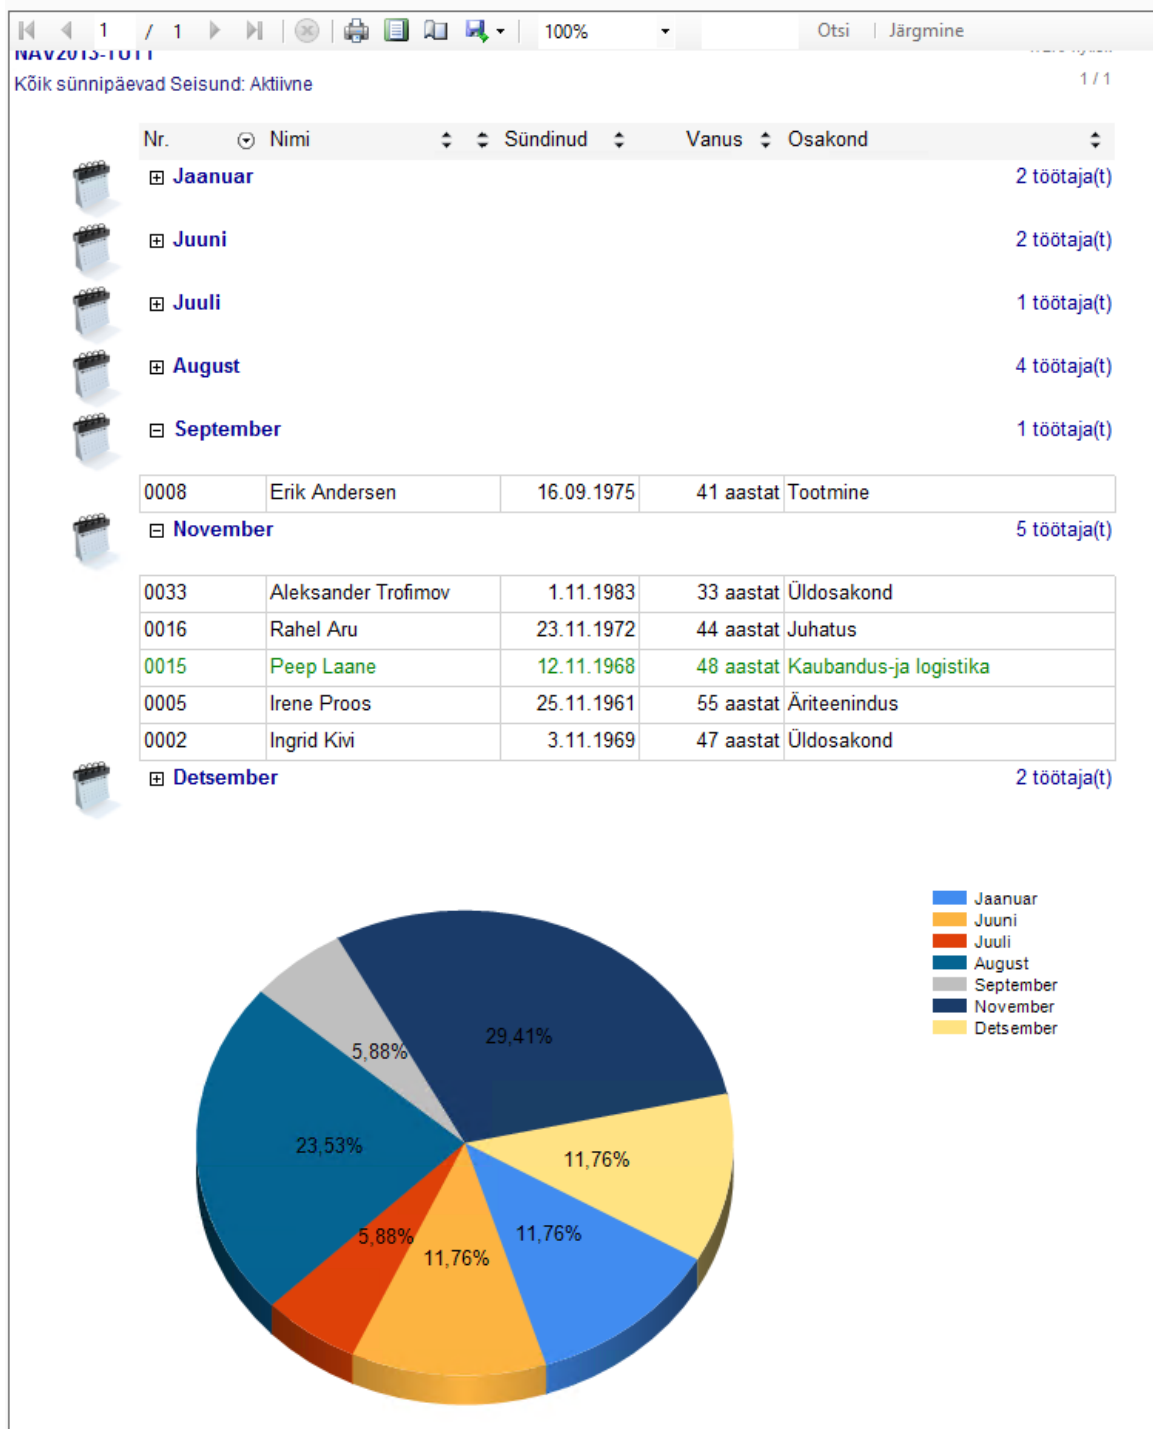 1 / 1 100% Otsi Järgmine
NAV2013-TÜ11
Kõik sünnipäevad Seisund: Aktiivne 1 / 1
Nr. Nimi Sündinud Vanus Osakond
Jaanuar 2 töötaja(t)
Juuni 2 töötaja(t)
Juuli 1 töötaja(t)
August 4 töötaja(t)
September 1 töötaja(t)
0008 Erik Andersen 16.09.1975 41 aastat Tootmine
November 5 töötaja(t)
0033 Aleksander Trofimov 1.11.1983 33 aastat Üldosakond
0016 Rahel Aru 23.11.1972 44 aastat Juhatus
0015 Peep Laane 12.11.1968 48 aastat Kaubandus-ja logistika
0005 Irene Proos 25.11.1961 55 aastat Äriteenindus
0002 Ingrid Kivi 3.11.1969 47 aastat Üldosakond
Detsember 2 töötaja(t)
Jaanuar
Juuni
Juuli
August
September
November
Detsember
29,41%
5,88%
23,53%
11,76%
5,88%
11,76%
11,76%